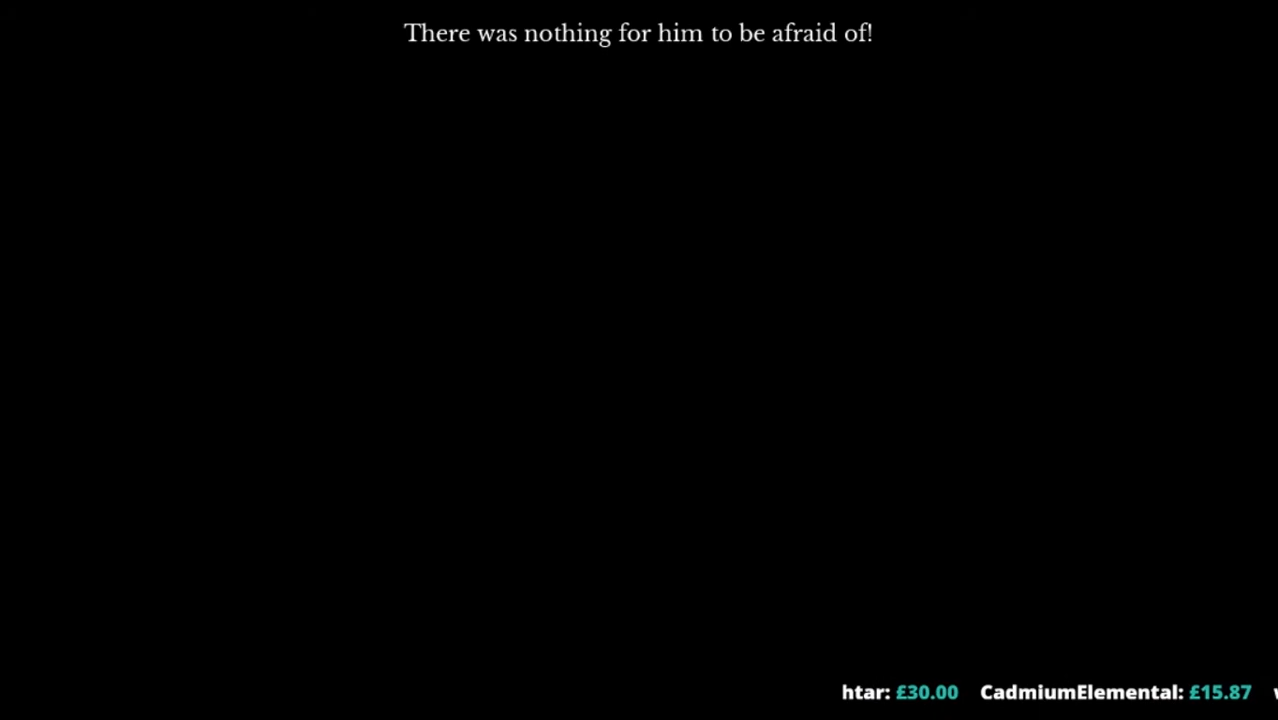 There was nothing for him to be afraid of!
htar: £30.00 CadmiumElemental: £15.87